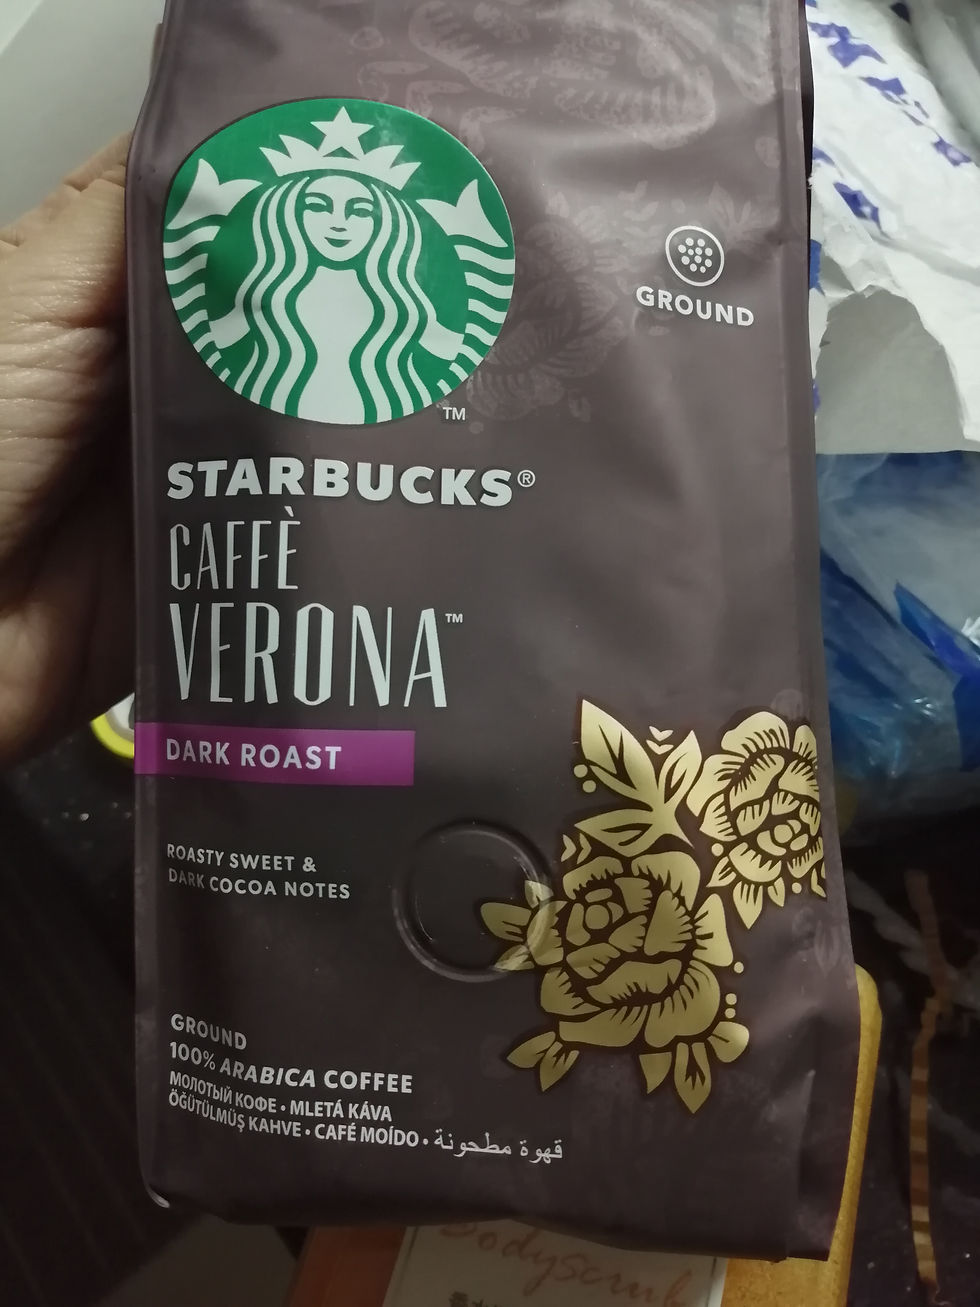 GROUND
TM
STARBUCKS®
CAFFÈ
VERONA™
DARK ROAST
ROASTY SWEET &
DARK COCOA NOTES
GROUND
100% ARABICA COFFEE
МОЛОТЫЙ КОФЕ • MLETÁ KÁVA
ÖĞÜTÜLMÜŞ KAHVE • CAFÉ MOÍDO • قهوة مطحونة
Bodyscrub